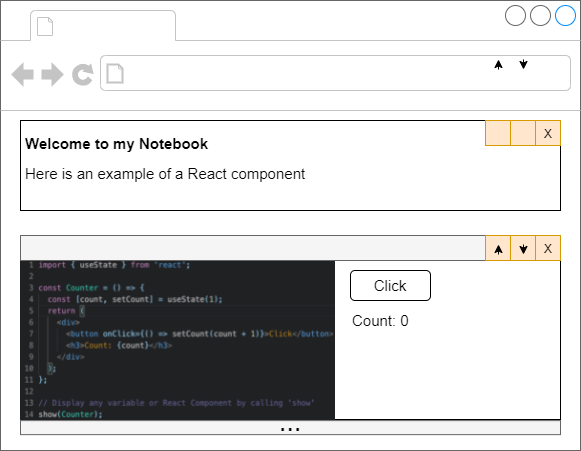 Welcome to my Notebook
X
Here is an example of a React component
X
1 import { useState } from 'react';
2
3 const Counter = () => {
4 const [count, setCount] = useState(1);
5 return (
6 <div>
7 <button onClick={() => setCount(count + 1)}>Click</button>
8 <h3>Count: {count}</h3>
9 </div>
10 );
11 };
12
13 // Display any variable or React Component by calling 'show'
14 show(Counter);
Click
Count: 0
...